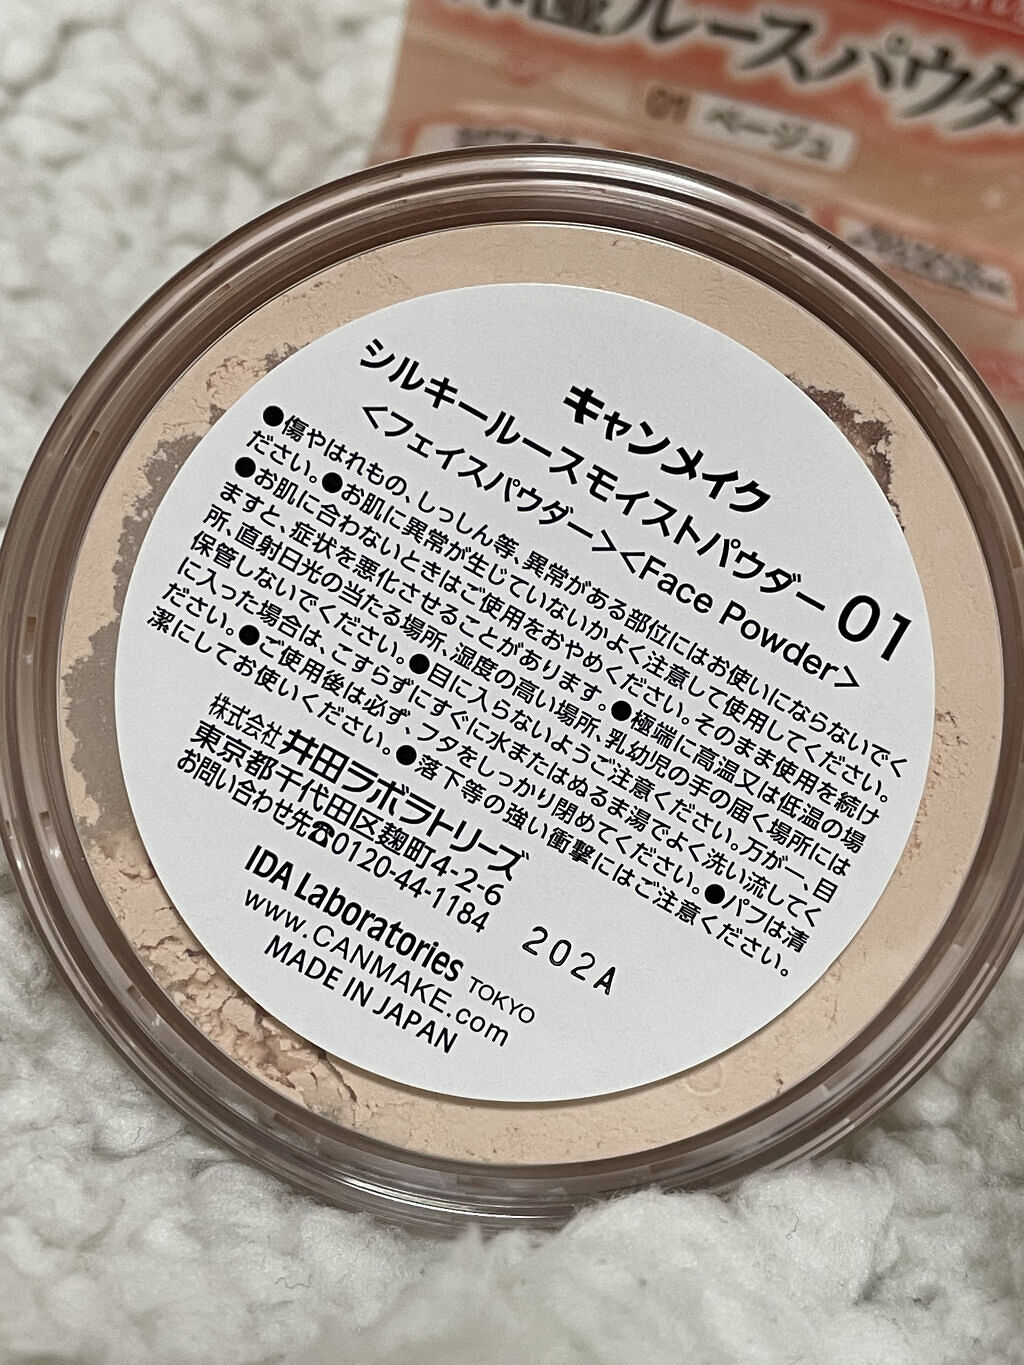 ルースパウダ
01 ベージュ
キャンメイク
シルキールースモイストパウダー 01
<フェイスパウダー><Face Powder>
●傷やはれもの、しっしん等、異常がある部位にはお使いにならないでく
ださい。●お肌に異常が生じていないかよく注意して使用してください。
●お肌に合わないときはご使用をおやめください。そのまま使用を続け
ますと、症状を悪化させることがあります。●極端に高温又は低温の場
所、直射日光の当たる場所、湿度の高い場所、乳幼児の手の届く場所には
保管しないでください。●目に入らないようご注意ください。万が一、目
に入った場合は、こすらずにすぐに水またはぬるま湯でよく洗い流してく
ださい。●ご使用後は必ず、フタをしっかり閉めてください。●パフは清
潔にしてお使いください。●落下等の強い衝撃にはご注意ください。
株式会社井田ラボラトリーズ
東京都千代田区麹町4-2-6
お問い合わせ先☎0120-44-1184
202A
IDA Laboratories TOKYO
www.CANMAKE.com
MADE IN JAPAN